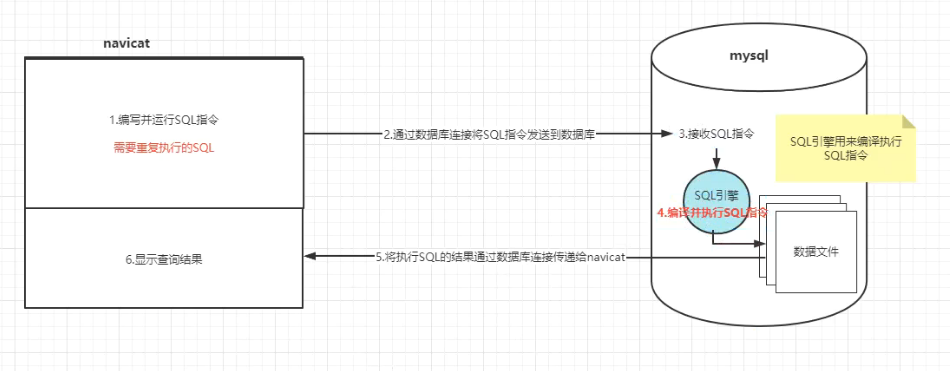 navicat
mysql
1.编写并运行SQL指令
需要重复执行的SQL
2.通过数据库连接将SQL指令发送到数据库
3.接收SQL指令
SQL引擎用来编译执行
SQL指令
SQL引擎
4.编译并执行SQL指令
数据文件
5.将执行SQL的结果通过数据库连接传递给navicat
6.显示查询结果